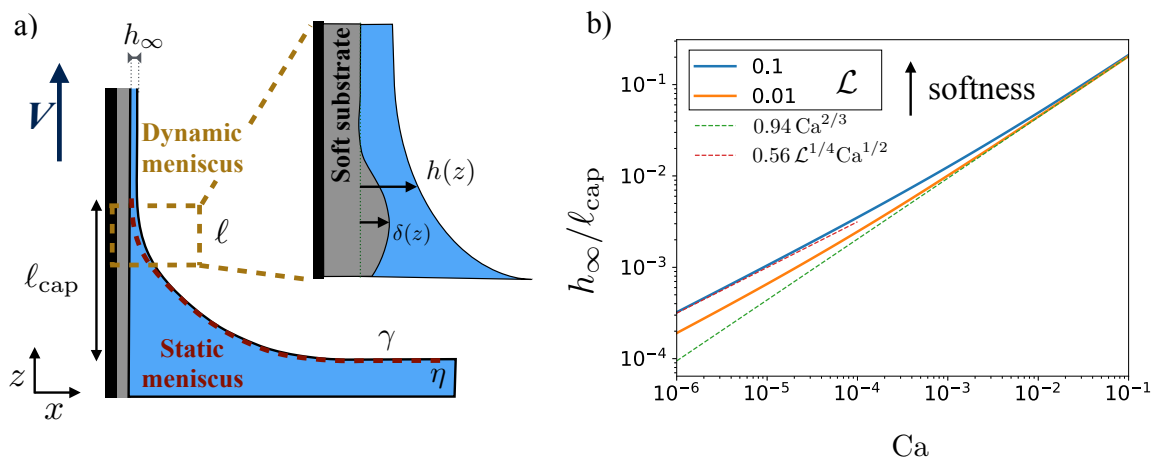 a)
h∞
V
Dynamic
meniscus
ℓ
ℓcap
Static
meniscus
γ
η
z
x
Soft substrate
h(z)
δ(z)
b)
h∞/ℓcap
10⁻¹
10⁻²
10⁻³
10⁻⁴
0.1
0.01
ℒ
softness
0.94 Ca^{2/3}
0.56 ℒ^{1/4}Ca^{1/2}
10⁻⁶ 10⁻⁵ 10⁻⁴ 10⁻³ 10⁻² 10⁻¹
Ca